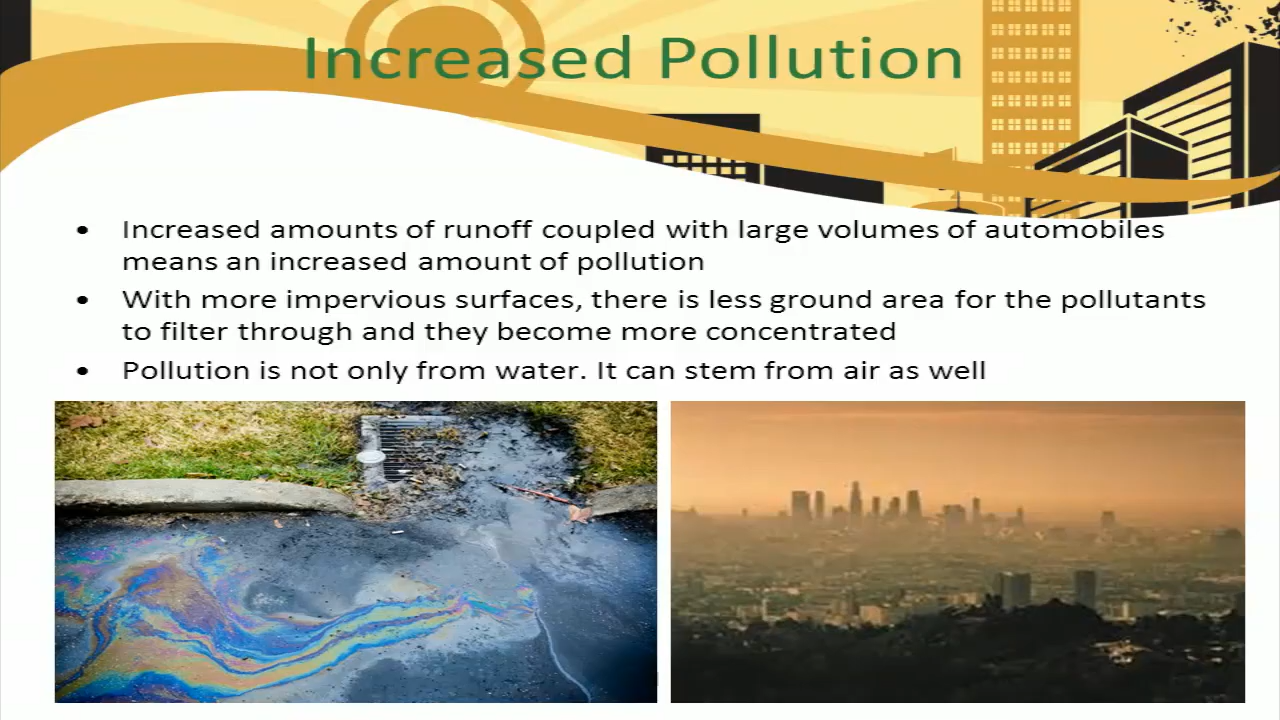 Increased Pollution
• Increased amounts of runoff coupled with large volumes of automobiles
means an increased amount of pollution
• With more impervious surfaces, there is less ground area for the pollutants
to filter through and they become more concentrated
• Pollution is not only from water. It can stem from air as well